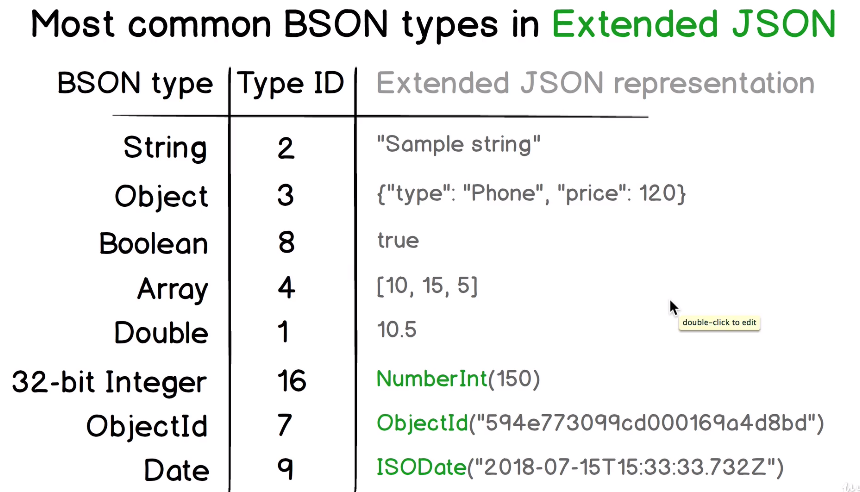 Most common BSON types in Extended JSON
BSON type Type ID Extended JSON representation
String 2 "Sample string"
Object 3 {"type": "Phone", "price": 120}
Boolean 8 true
Array 4 [10, 15, 5]
double-click to edit
Double 1 10.5
32-bit Integer 16 NumberInt(150)
ObjectId 7 ObjectId("594e773099cd000169a4d8bd")
Date 9 ISODate("2018-07-15T15:33:33.732Z")